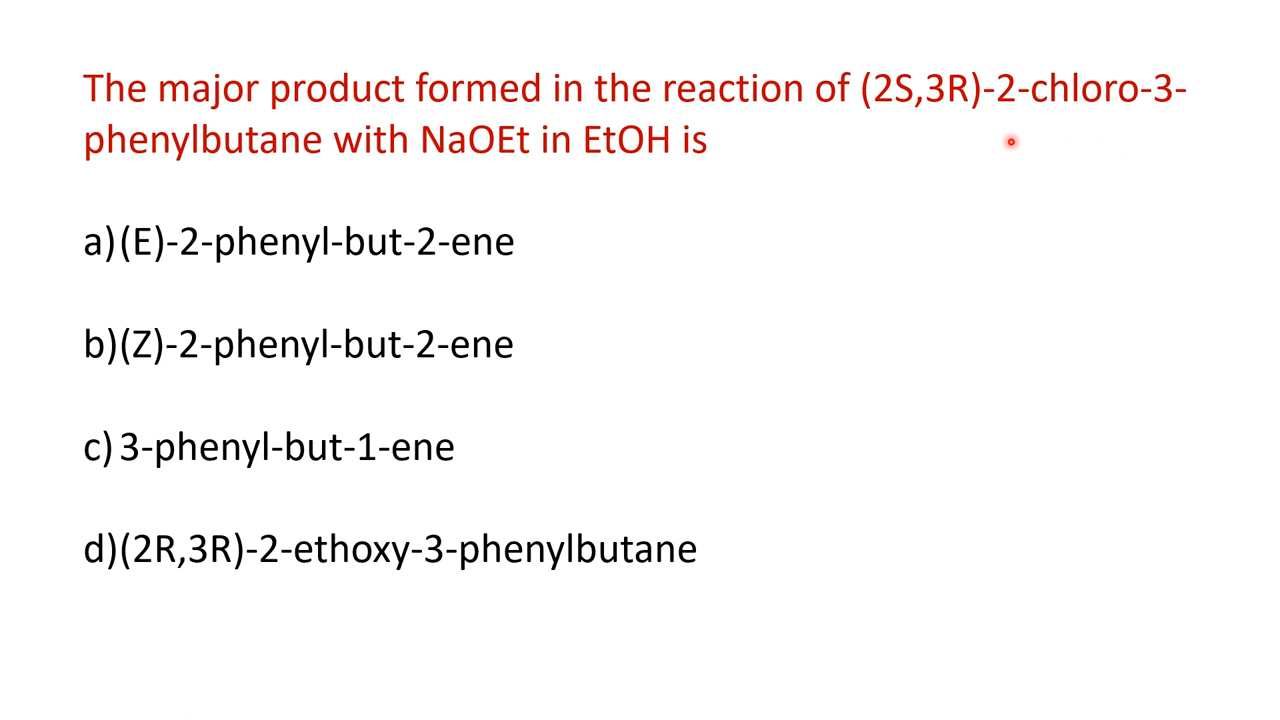 The major product formed in the reaction of (2S,3R)-2-chloro-3-
phenylbutane with NaOEt in EtOH is
a) (E)-2-phenyl-but-2-ene
b) (Z)-2-phenyl-but-2-ene
c) 3-phenyl-but-1-ene
d) (2R,3R)-2-ethoxy-3-phenylbutane